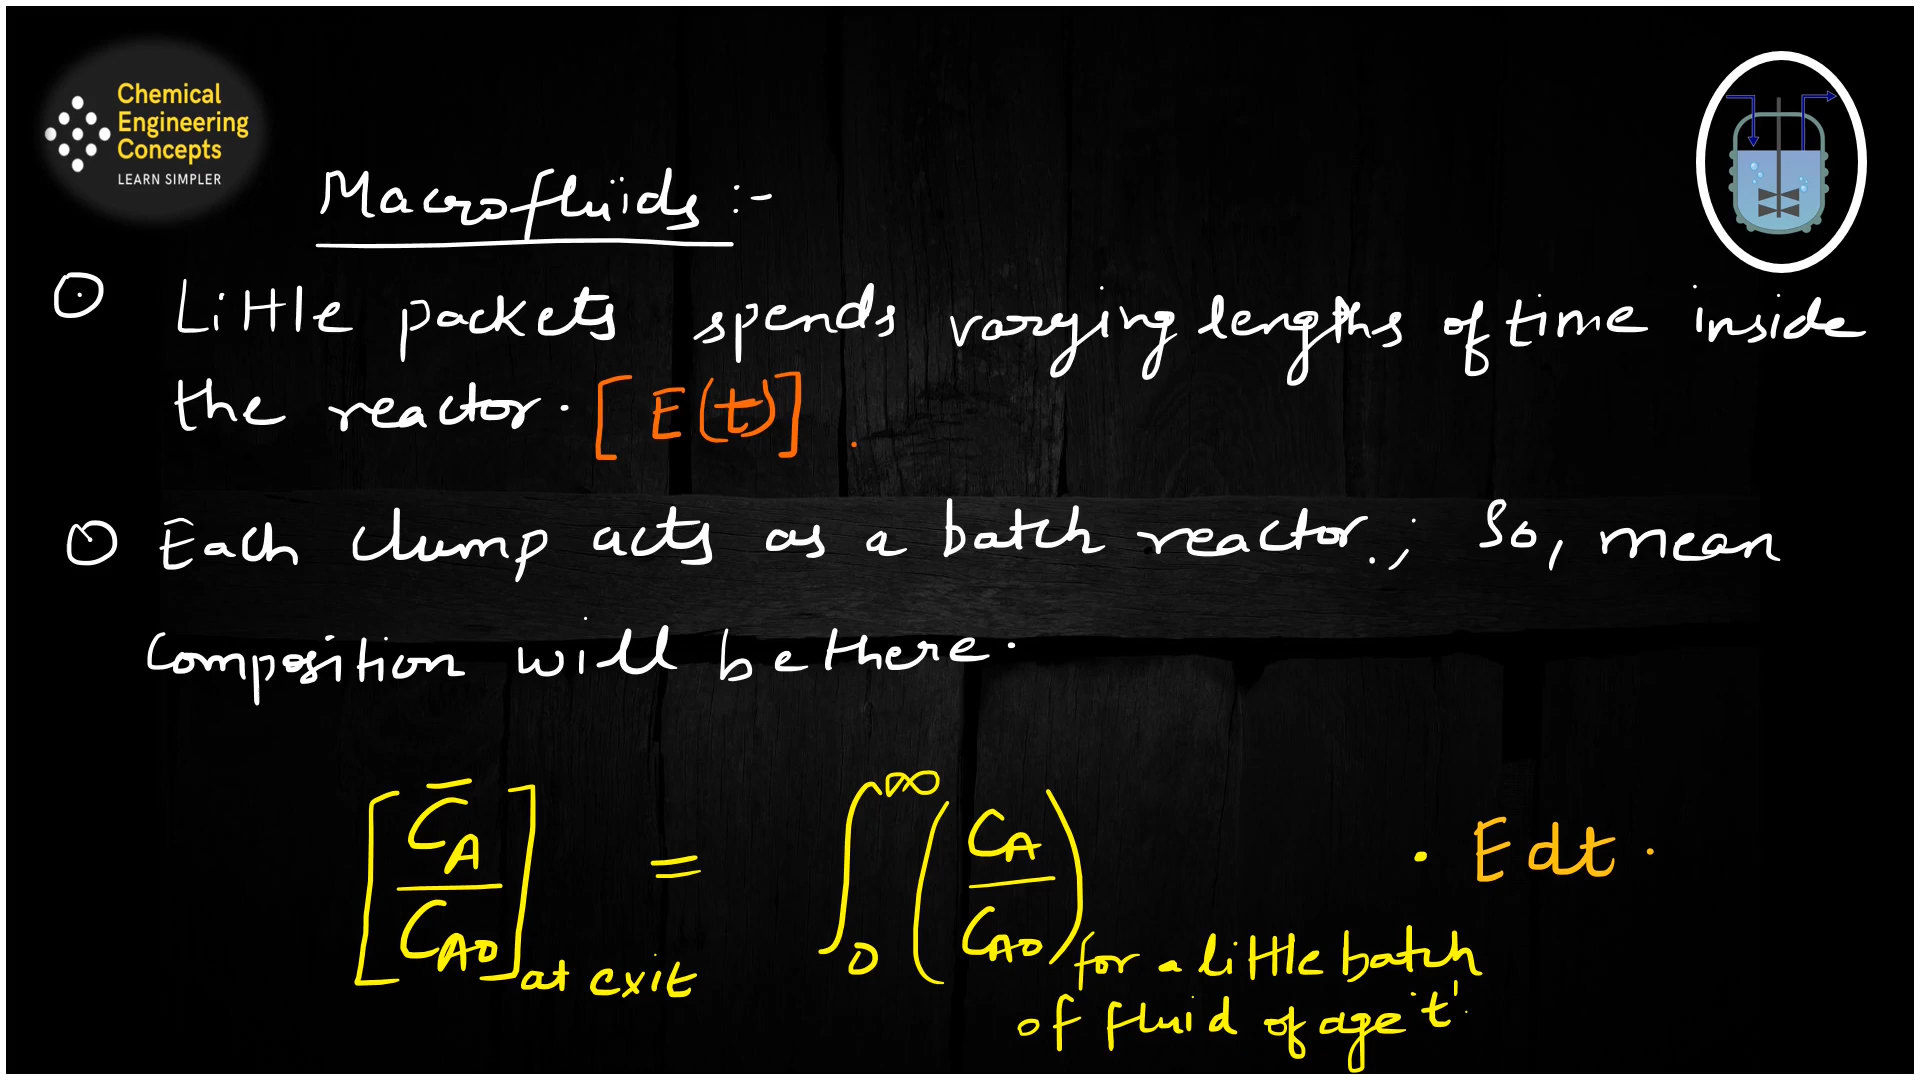 Chemical
Engineering
Concepts
LEARN SIMPLER
Macrofluids :-
Little packets spends varying lengths of time inside
the reactor. [E(t)].
Each clump acts as a batch reactor.; So, mean
Composition will be there.
[C̄A/CA0] at exit = ∫₀^∞ (CA/CA0) for a little batch of fluid of age 't' . E dt .